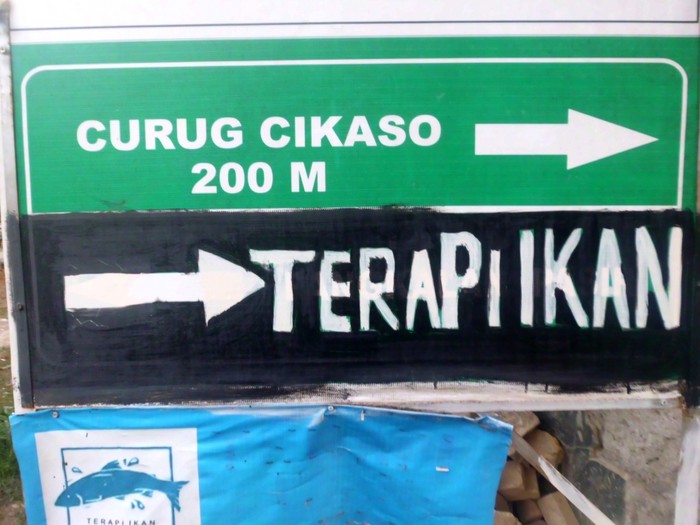 CURUG CIKASO
200 M
TERAPI IKAN
TERAPI IKAN